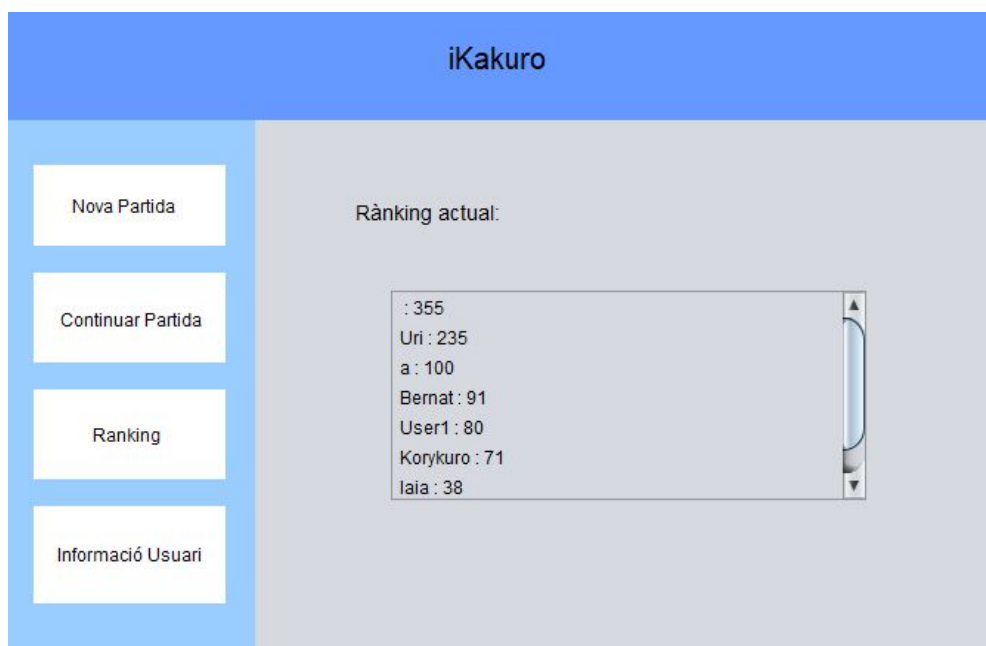 iKakuro
Nova Partida
Continuar Partida
Ranking
Informació Usuari
Rànking actual:
: 355
Uri : 235
a : 100
Bernat : 91
User1 : 80
Korykuro : 71
laia : 38